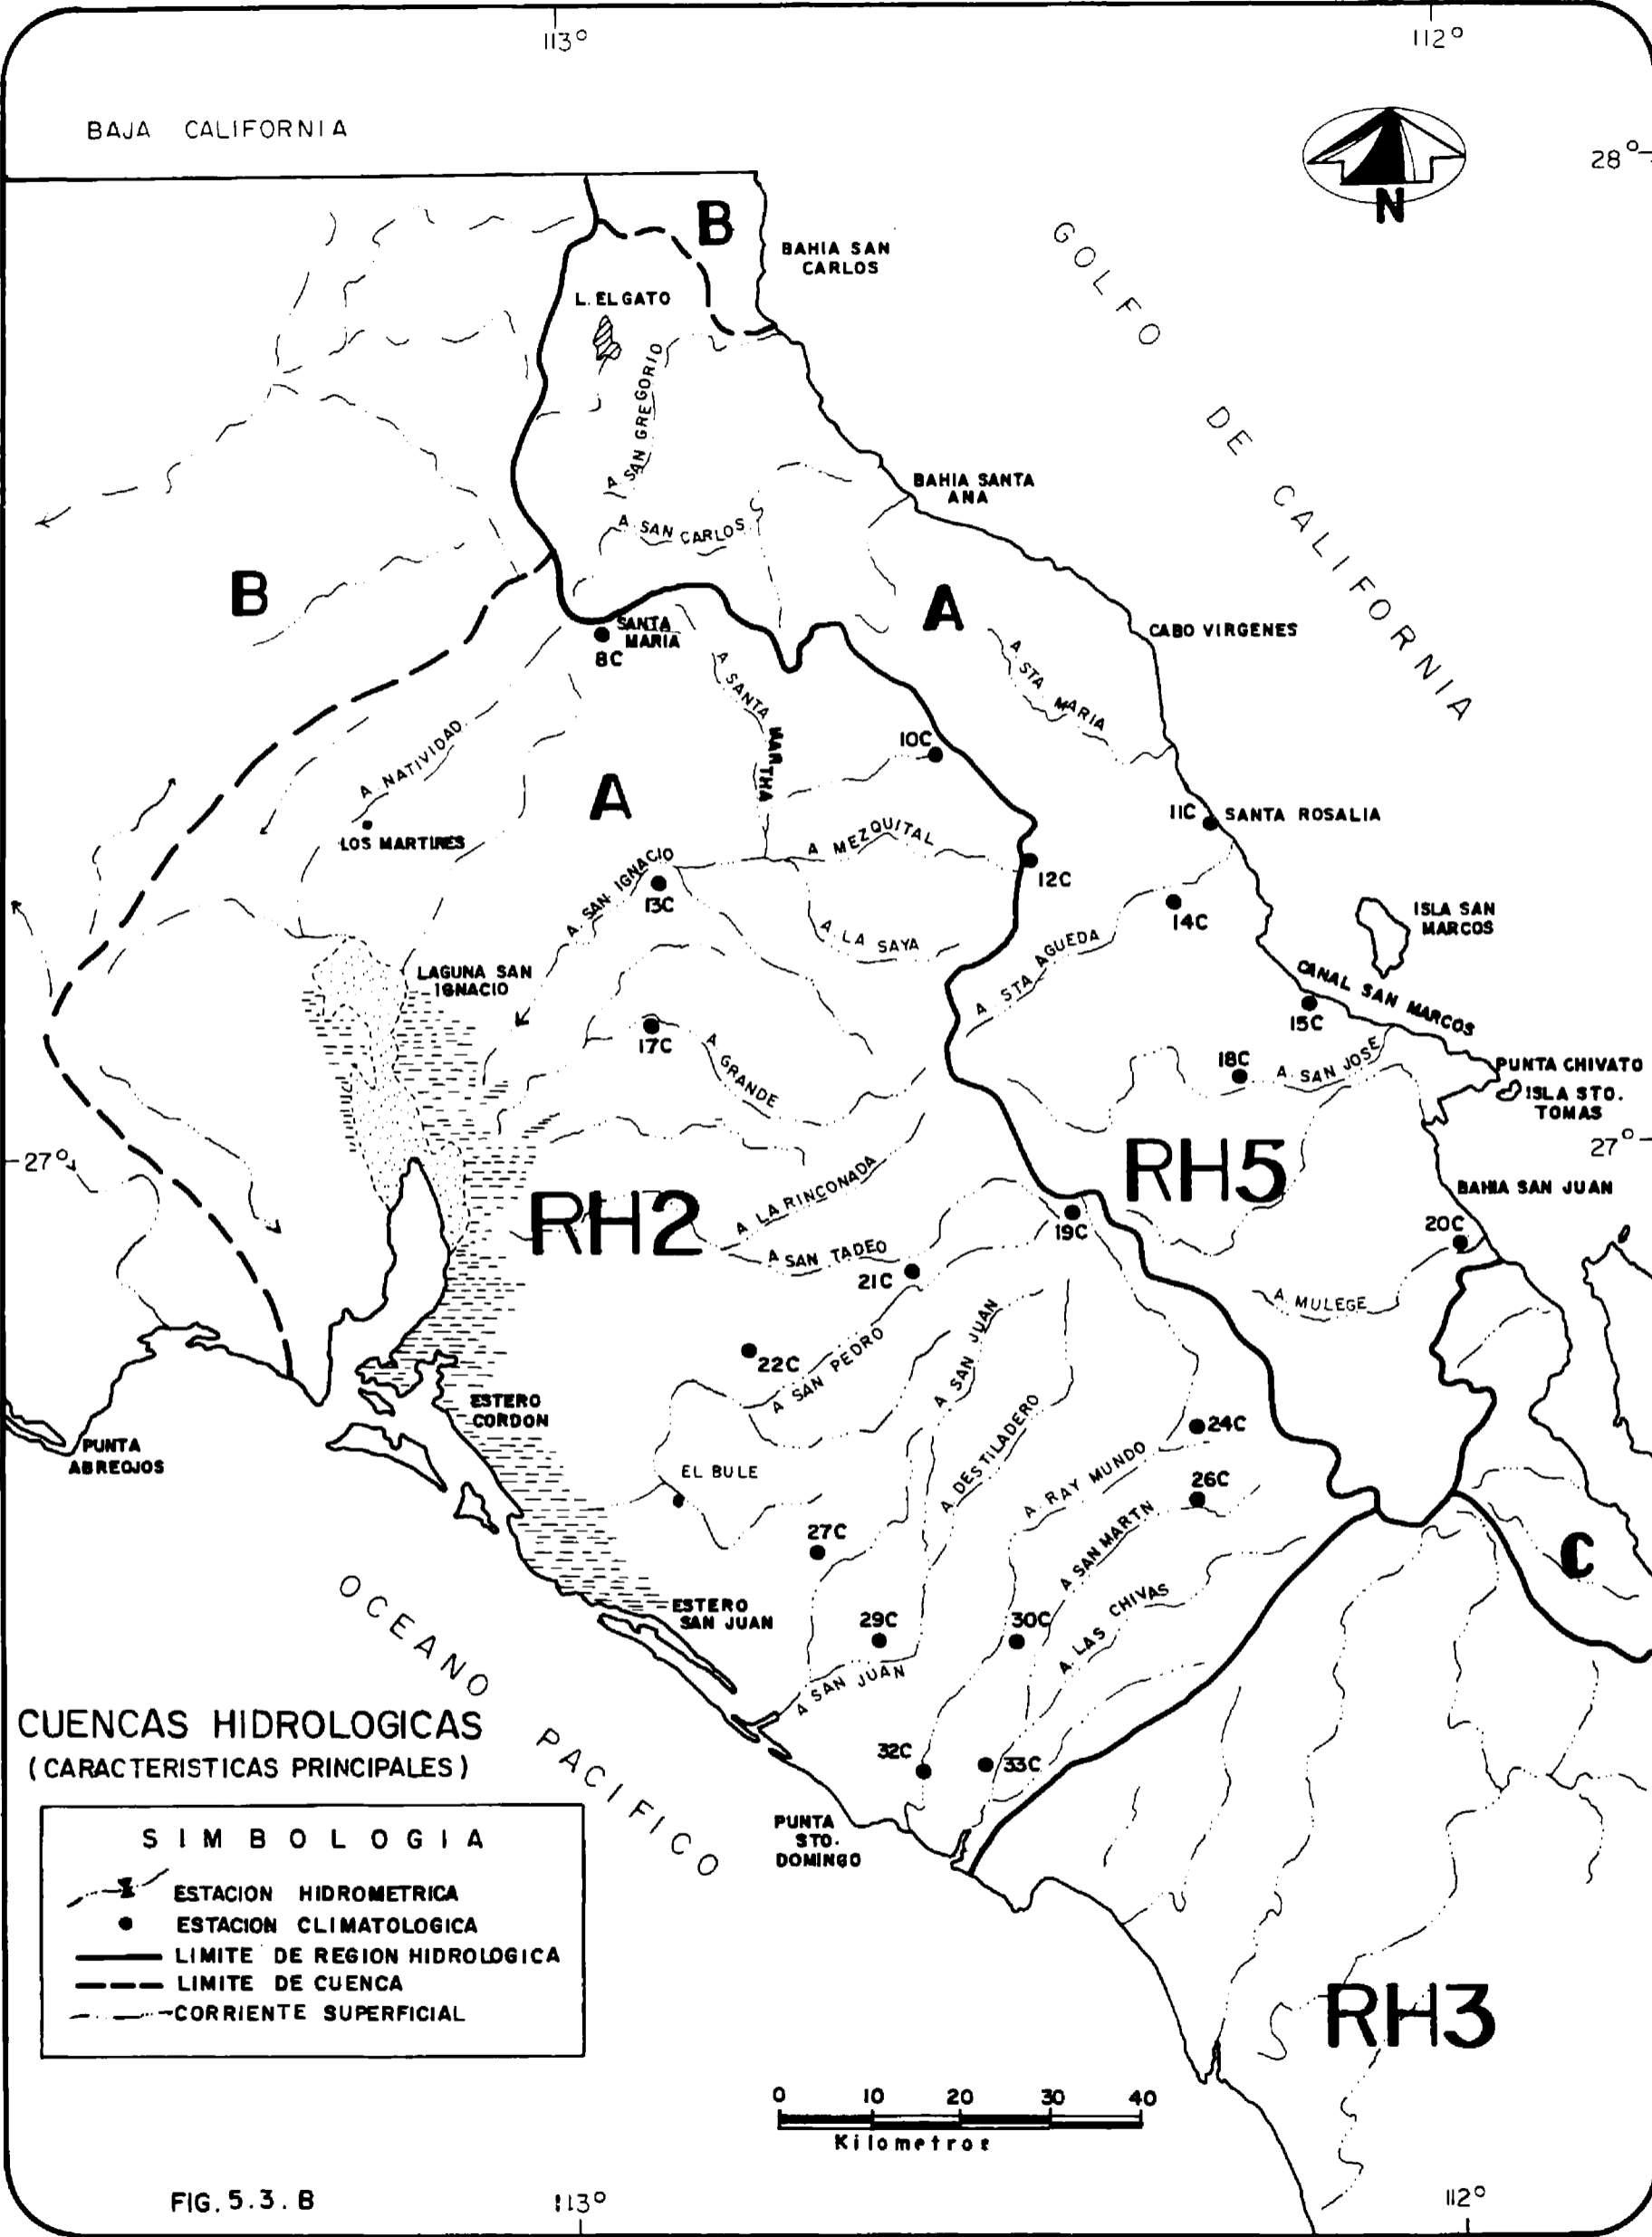 113°
112°
BAJA CALIFORNIA
28°
N
B
BAHIA SAN
CARLOS
GOLFO DE CALIFORNIA
L. EL GATO
A SAN GREGORIO
BAHIA SANTA
ANA
A SAN CARLOS
B
A
SANTA
MARIA
8C
CABO VIRGENES
A. STA MARIA
A SANTA MARTHA
10C
A NATIVIDAD
A
LOS MARTIRES
11C
SANTA ROSALIA
A MEZQUITAL
12C
A SAN IGNACIO
13C
14C
ISLA SAN
MARCOS
A LA SAYA
A STA AGUEDA
LAGUNA SAN
IGNACIO
CANAL SAN MARCOS
15C
17C
A GRANDE
18C
A. SAN JOSE
PUNTA CHIVATO
ISLA STO.
TOMAS
27°
27°
RH5
RH2
A LA RINCONADA
BAHIA SAN JUAN
19C
20C
A SAN TADEO
21C
A MULEGE
22C
A SAN PEDRO
A SAN JUAN
ESTERO
CORDON
24C
PUNTA
ABREOJOS
EL BULE
A DESTILADERO
A RAY MUNDO
26C
27C
A SAN MARTN
C
OCEANO PACIFICO
ESTERO
SAN JUAN
29C
30C
A. LAS CHIVAS
A SAN JUAN
CUENCAS HIDROLOGICAS
(CARACTERISTICAS PRINCIPALES)
32C
33C
PUNTA
STO.
DOMINGO
SIMBOLOGIA
ESTACION HIDROMETRICA
ESTACION CLIMATOLOGICA
LIMITE DE REGION HIDROLOGICA
LIMITE DE CUENCA
CORRIENTE SUPERFICIAL
RH3
0 10 20 30 40
Kilometros
FIG. 5.3. B
113°
112°